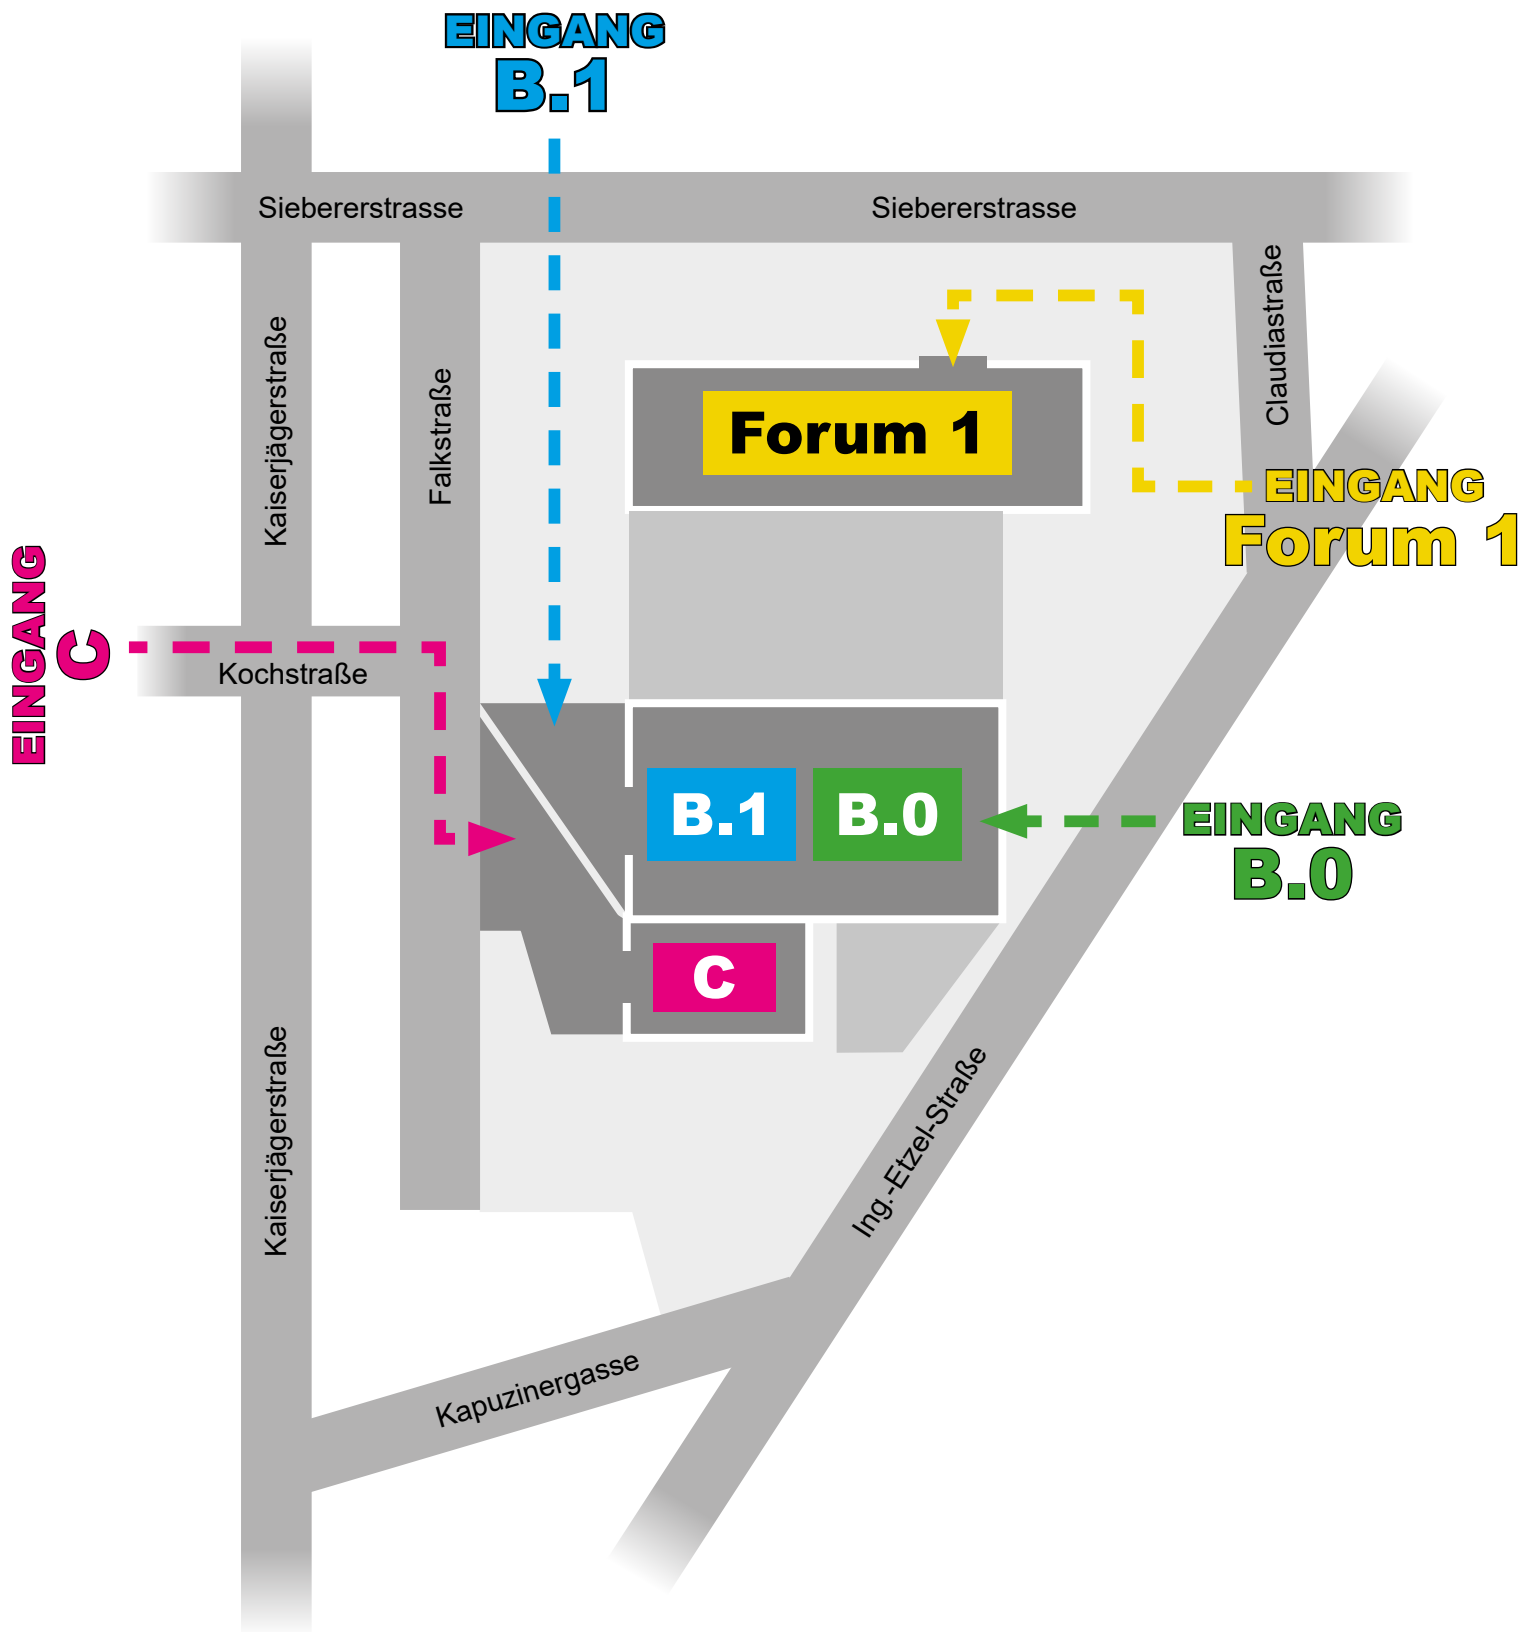 EINGANG
B.1
Siebererstrasse
Siebererstrasse
Claudiastraße
Kaiserjägerstraße
Falkstraße
Forum 1
EINGANG
Forum 1
EINGANG
C
Kochstraße
B.1
B.0
EINGANG
B.0
C
Kaiserjägerstraße
Ing.-Etzel-Straße
Kapuzinergasse